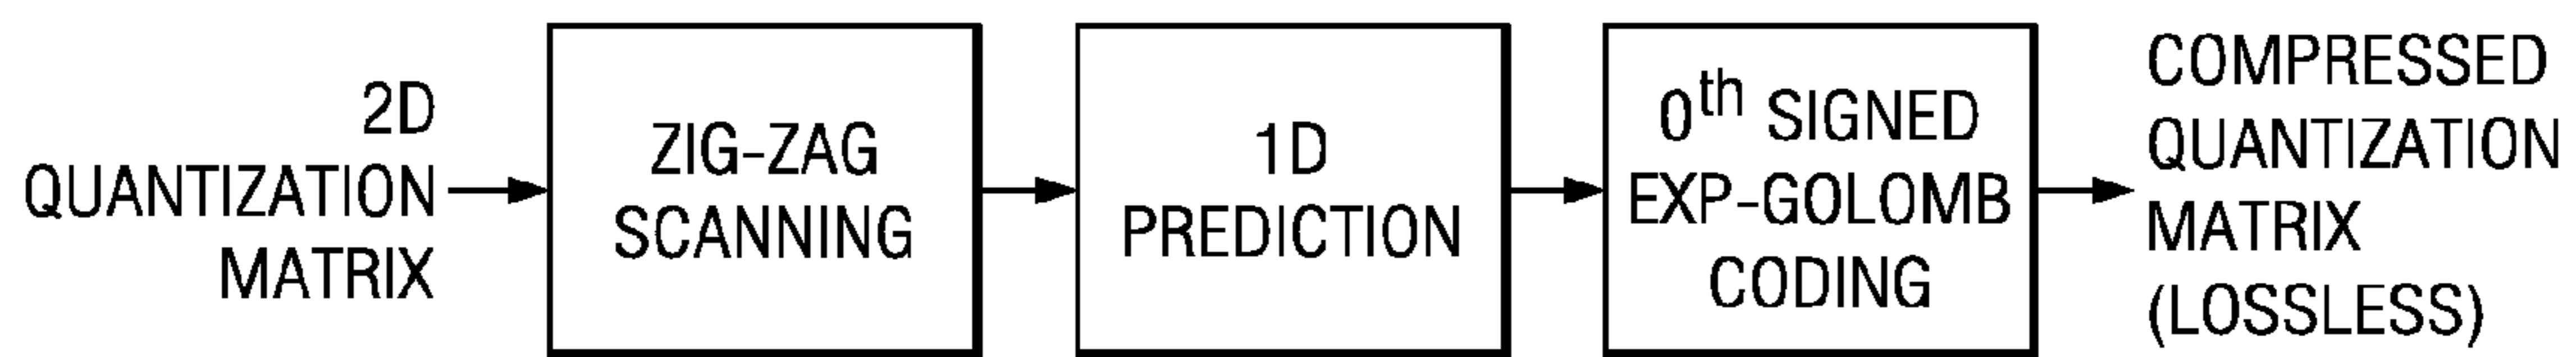 2D
QUANTIZATION
MATRIX
ZIG-ZAG
SCANNING
1D
PREDICTION
0th SIGNED
EXP-GOLOMB
CODING
COMPRESSED
QUANTIZATION
MATRIX
(LOSSLESS)